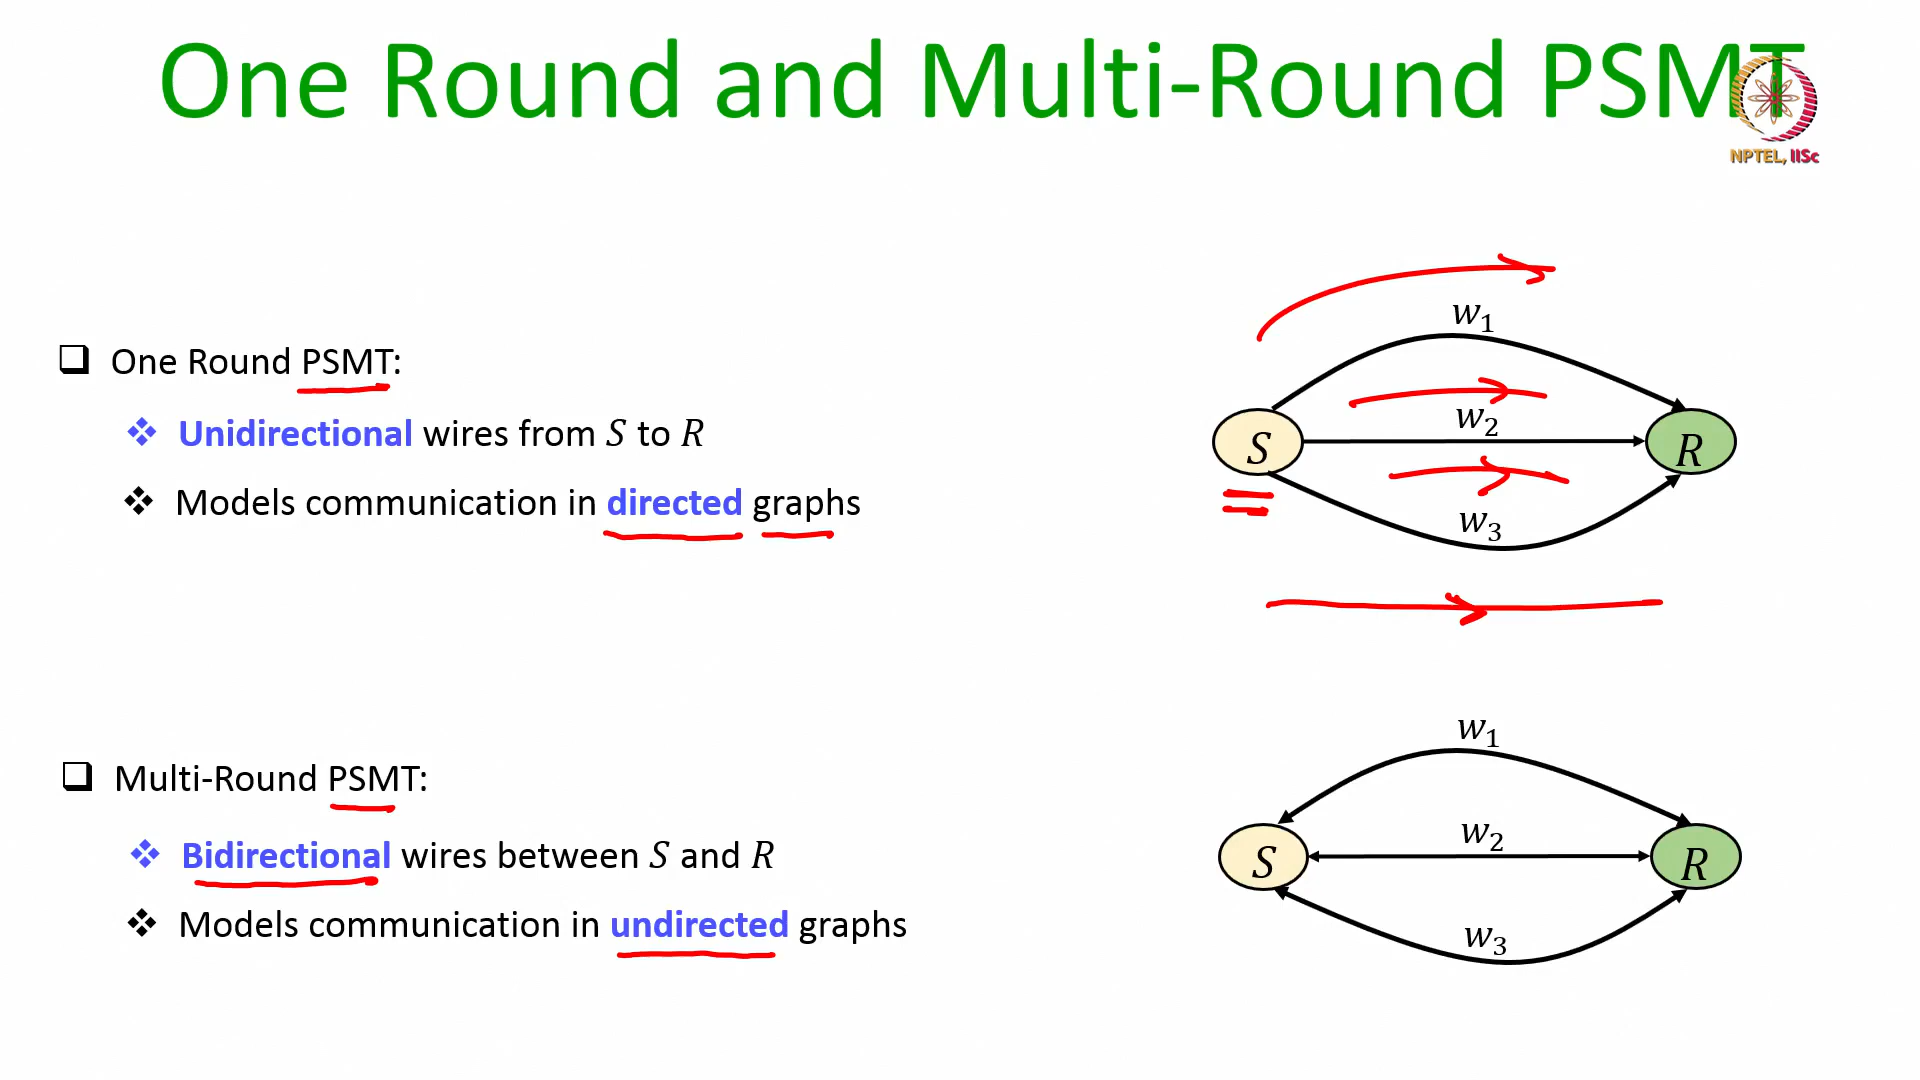 One Round and Multi-Round PSMT
NPTEL, IISc
❑ One Round PSMT:
❖ Unidirectional wires from S to R
❖ Models communication in directed graphs
w₁
w₂
S
R
w₃
❑ Multi-Round PSMT:
❖ Bidirectional wires between S and R
❖ Models communication in undirected graphs
w₁
w₂
S
R
w₃